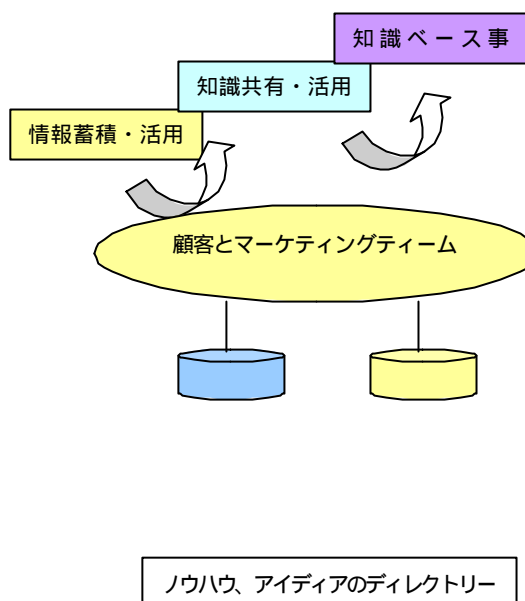 知識ベース事
知識共有・活用
情報蓄積・活用
顧客とマーケティングティーム
ノウハウ、アイディアのディレクトリー